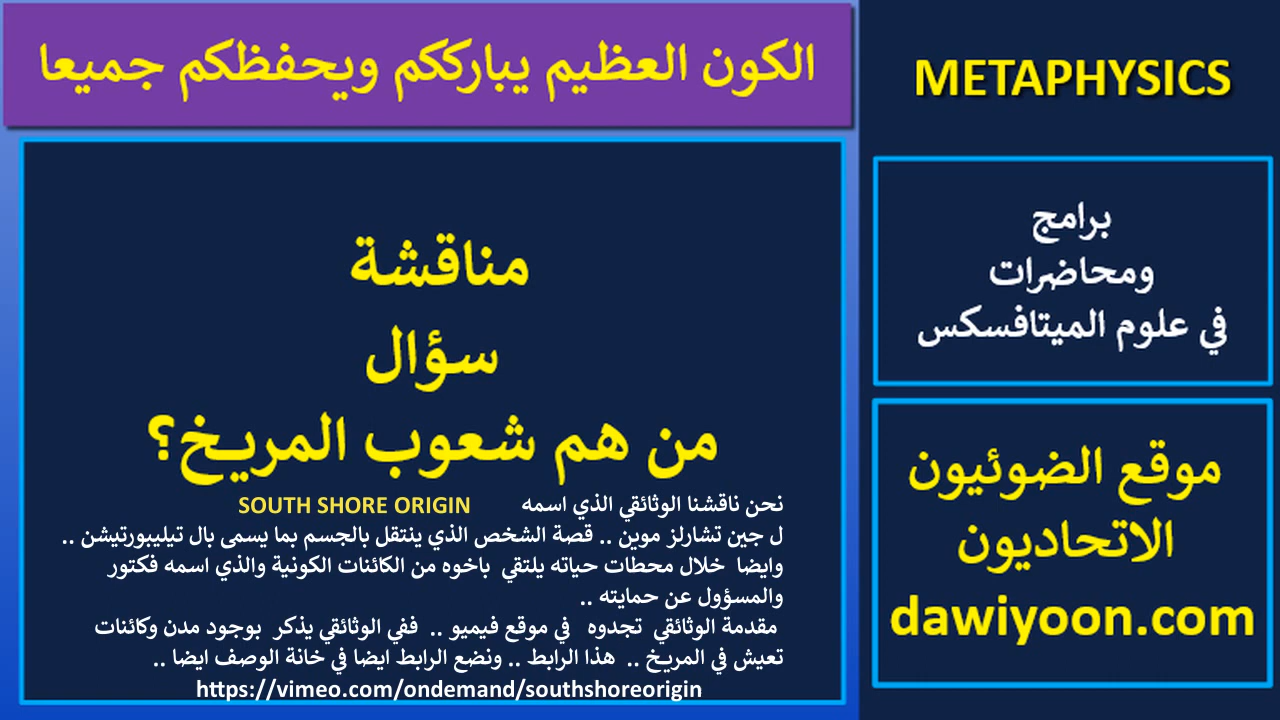 الكون العظيم يبارككم ويحفظكم جميعا
METAPHYSICS
برامج
ومحاضرات
في علوم الميتافسكس
موقع الضوئيون
الاتحاديون
dawiyoon.com
مناقشة
سؤال
من هم شعوب المريخ؟
نحن ناقشنا الوثائقي الذي اسمه SOUTH SHORE ORIGIN
ل جين تشارلز موين .. قصة الشخص الذي ينتقل بالجسم بما يسمى بال تيليبورتيشن ..
وايضا خلال محطات حياته يلتقي باخوه من الكائنات الكونية والذي اسمه فكتور
والمسؤول عن حمايته ..
مقدمة الوثائقي تجدوه في موقع فيميو .. ففي الوثائقي يذكر بوجود مدن وكائنات
تعيش في المريخ .. هذا الرابط .. ونضع الرابط ايضا في خانة الوصف ايضا ..
https://vimeo.com/ondemand/southshoreorigin